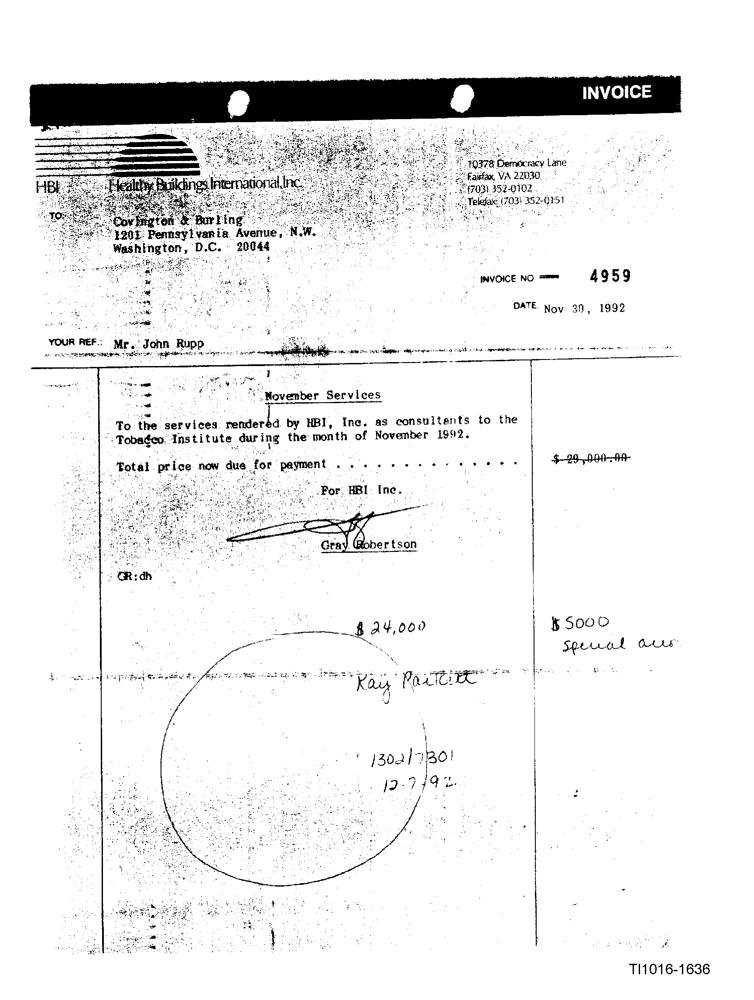 INVOICE
HBI Healthy Buildings International, Inc.
10378 Democracy Lane
Fairfax, VA 22030
(703) 352-0102
Telefax: (703) 352-0151
TO: Covington & Burling
1201 Pennsylvania Avenue, N.W.
Washington, D.C. 20044
INVOICE NO — 4959
DATE Nov 30, 1992
YOUR REF.: Mr. John Rupp
November Services
To the services rendered by HBI, Inc. as consultants to the
Tobacco Institute during the month of November 1992.
Total price now due for payment . . . . . . . . . . . . . . $ 29,000.00
For HBI Inc.
Gray Robertson
GR:dh
$ 24,000 $ 5000
special
Kay
1302/7301
12.7.92
TI1016-1636